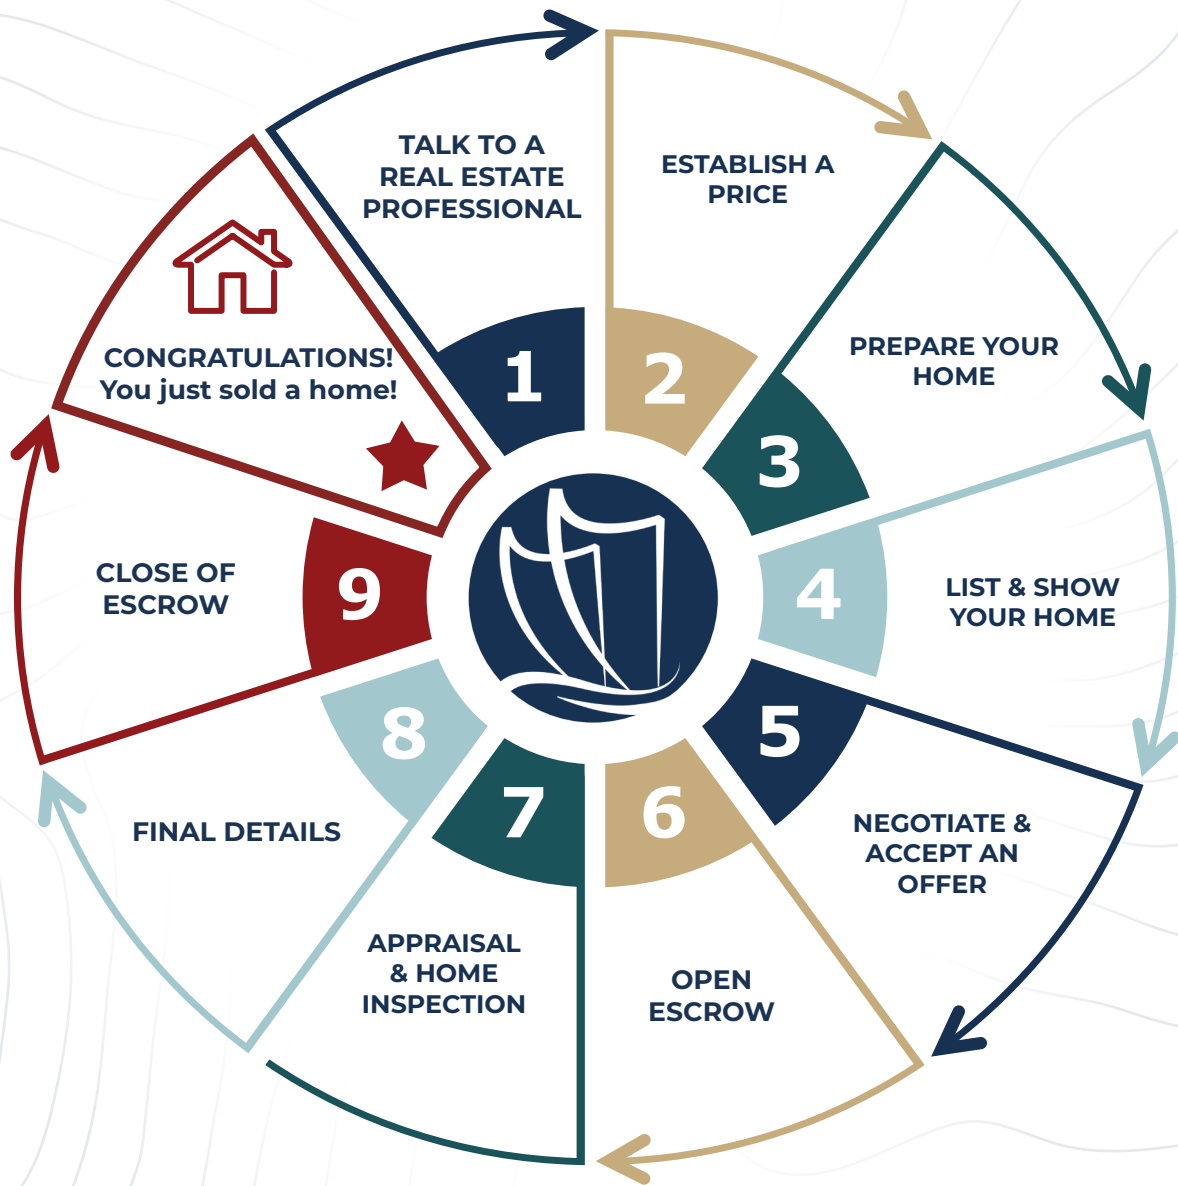 1
TALK TO A
REAL ESTATE
PROFESSIONAL
2
ESTABLISH A
PRICE
3
PREPARE YOUR
HOME
4
LIST & SHOW
YOUR HOME
5
NEGOTIATE &
ACCEPT AN
OFFER
6
OPEN
ESCROW
7
APPRAISAL
& HOME
INSPECTION
8
FINAL DETAILS
9
CLOSE OF
ESCROW
CONGRATULATIONS!
You just sold a home!